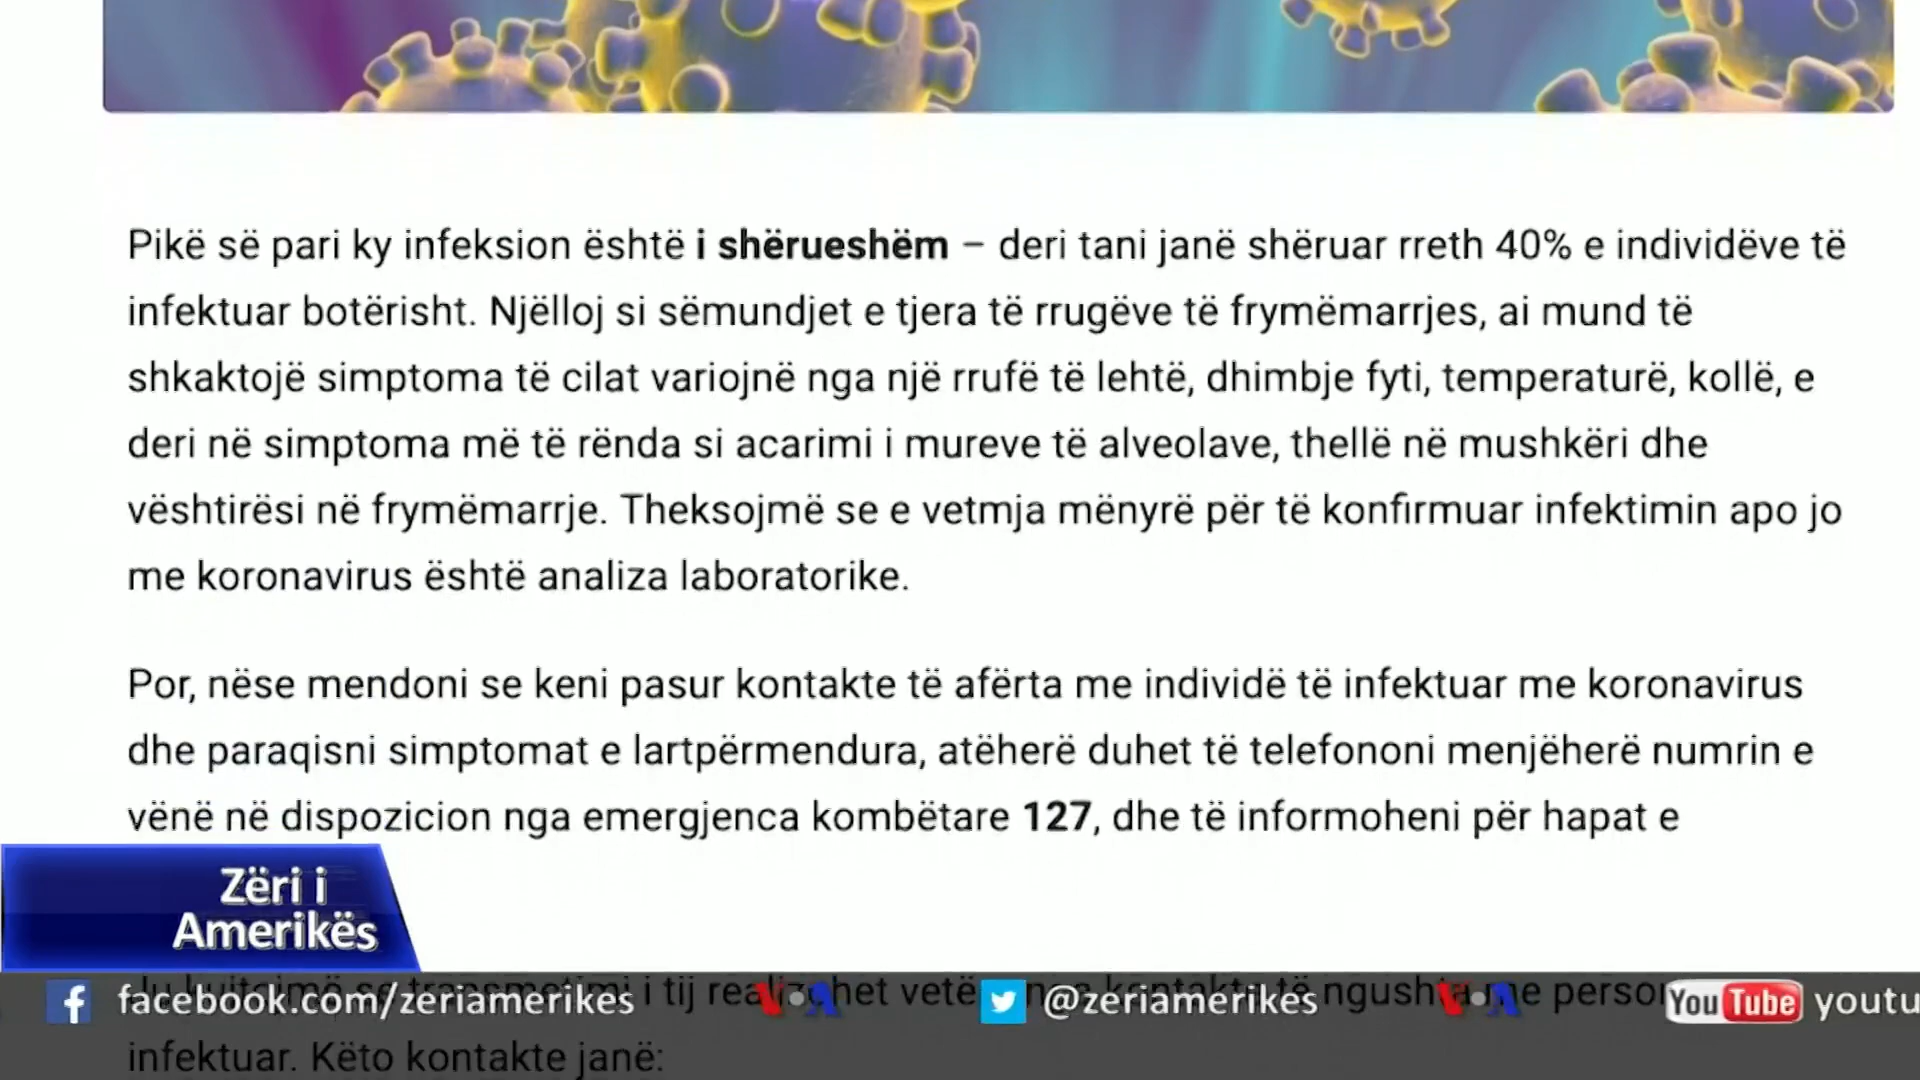 Pikë së pari ky infeksion është i shërueshëm – deri tani janë shëruar rreth 40% e individëve të
infektuar botërisht. Njëlloj si sëmundjet e tjera të rrugëve të frymëmarrjes, ai mund të
shkaktojë simptoma të cilat variojnë nga një rrufë të lehtë, dhimbje fyti, temperaturë, kollë, e
deri në simptoma më të rënda si acarimi i mureve të alveolave, thellë në mushkëri dhe
vështirësi në frymëmarrje. Theksojmë se e vetmja mënyrë për të konfirmuar infektimin apo jo
me koronavirus është analiza laboratorike.
Por, nëse mendoni se keni pasur kontakte të afërta me individë të infektuar me koronavirus
dhe paraqisni simptomat e lartpërmendura, atëherë duhet të telefononi menjëherë numrin e
vënë në dispozicion nga emergjenca kombëtare 127, dhe të informoheni për hapat e
Zëri i
Amerikës
i tij
facebook.com/zeriamerikes VOA @zeriamerikes VOA YouTube youtu
infektuar. Këto kontakte janë: